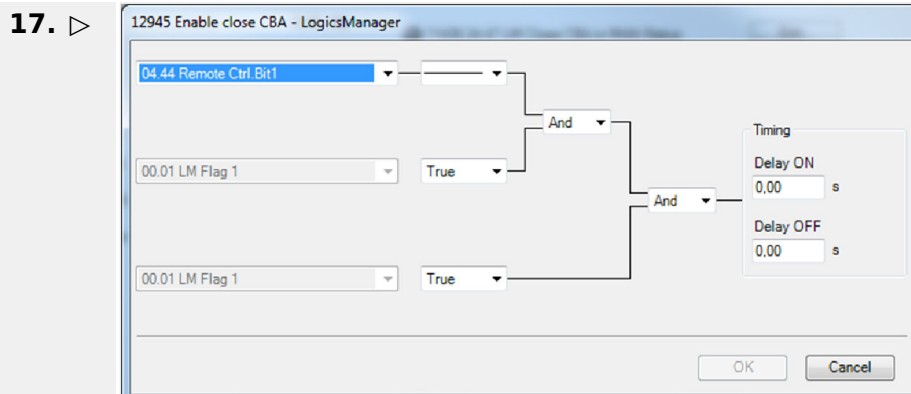 17.
12945 Enable close CBA - LogicsManager
04.44 Remote Ctrl.Bit1
And
Timing
Delay ON
00.01 LM Flag 1 True
0,00 s
And
Delay OFF
0,00 s
00.01 LM Flag 1 True
OK Cancel